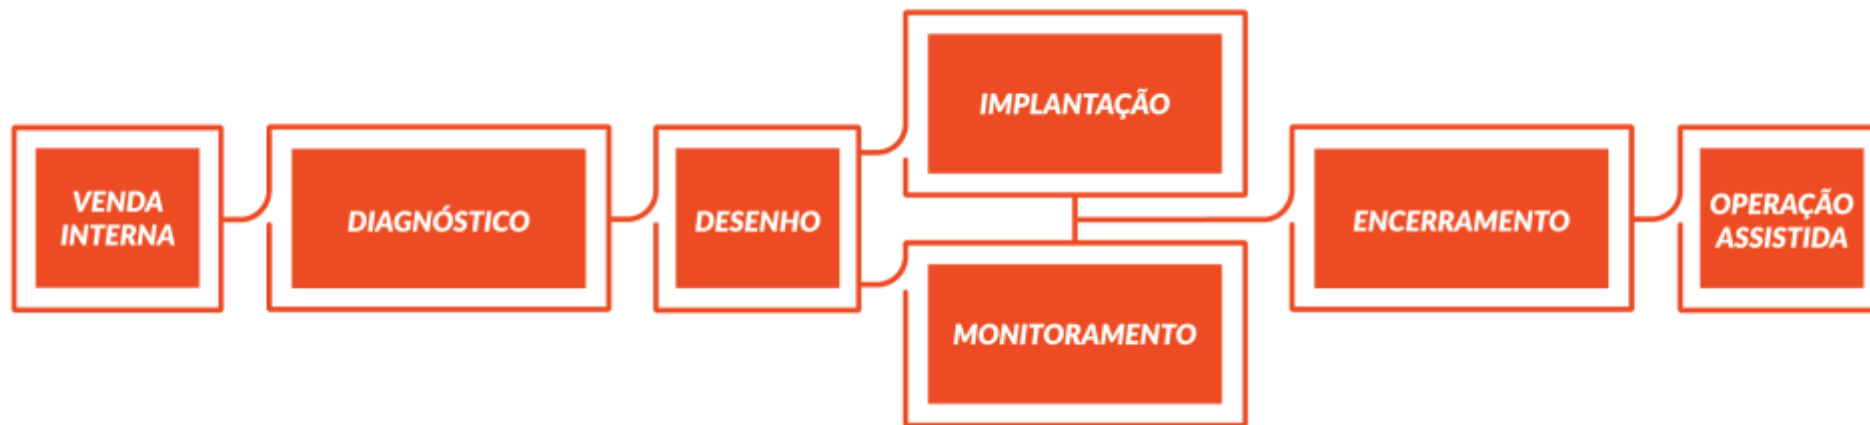 VENDA
INTERNA
DIAGNÓSTICO
DESENHO
IMPLANTAÇÃO
MONITORAMENTO
ENCERRAMENTO
OPERAÇÃO
ASSISTIDA